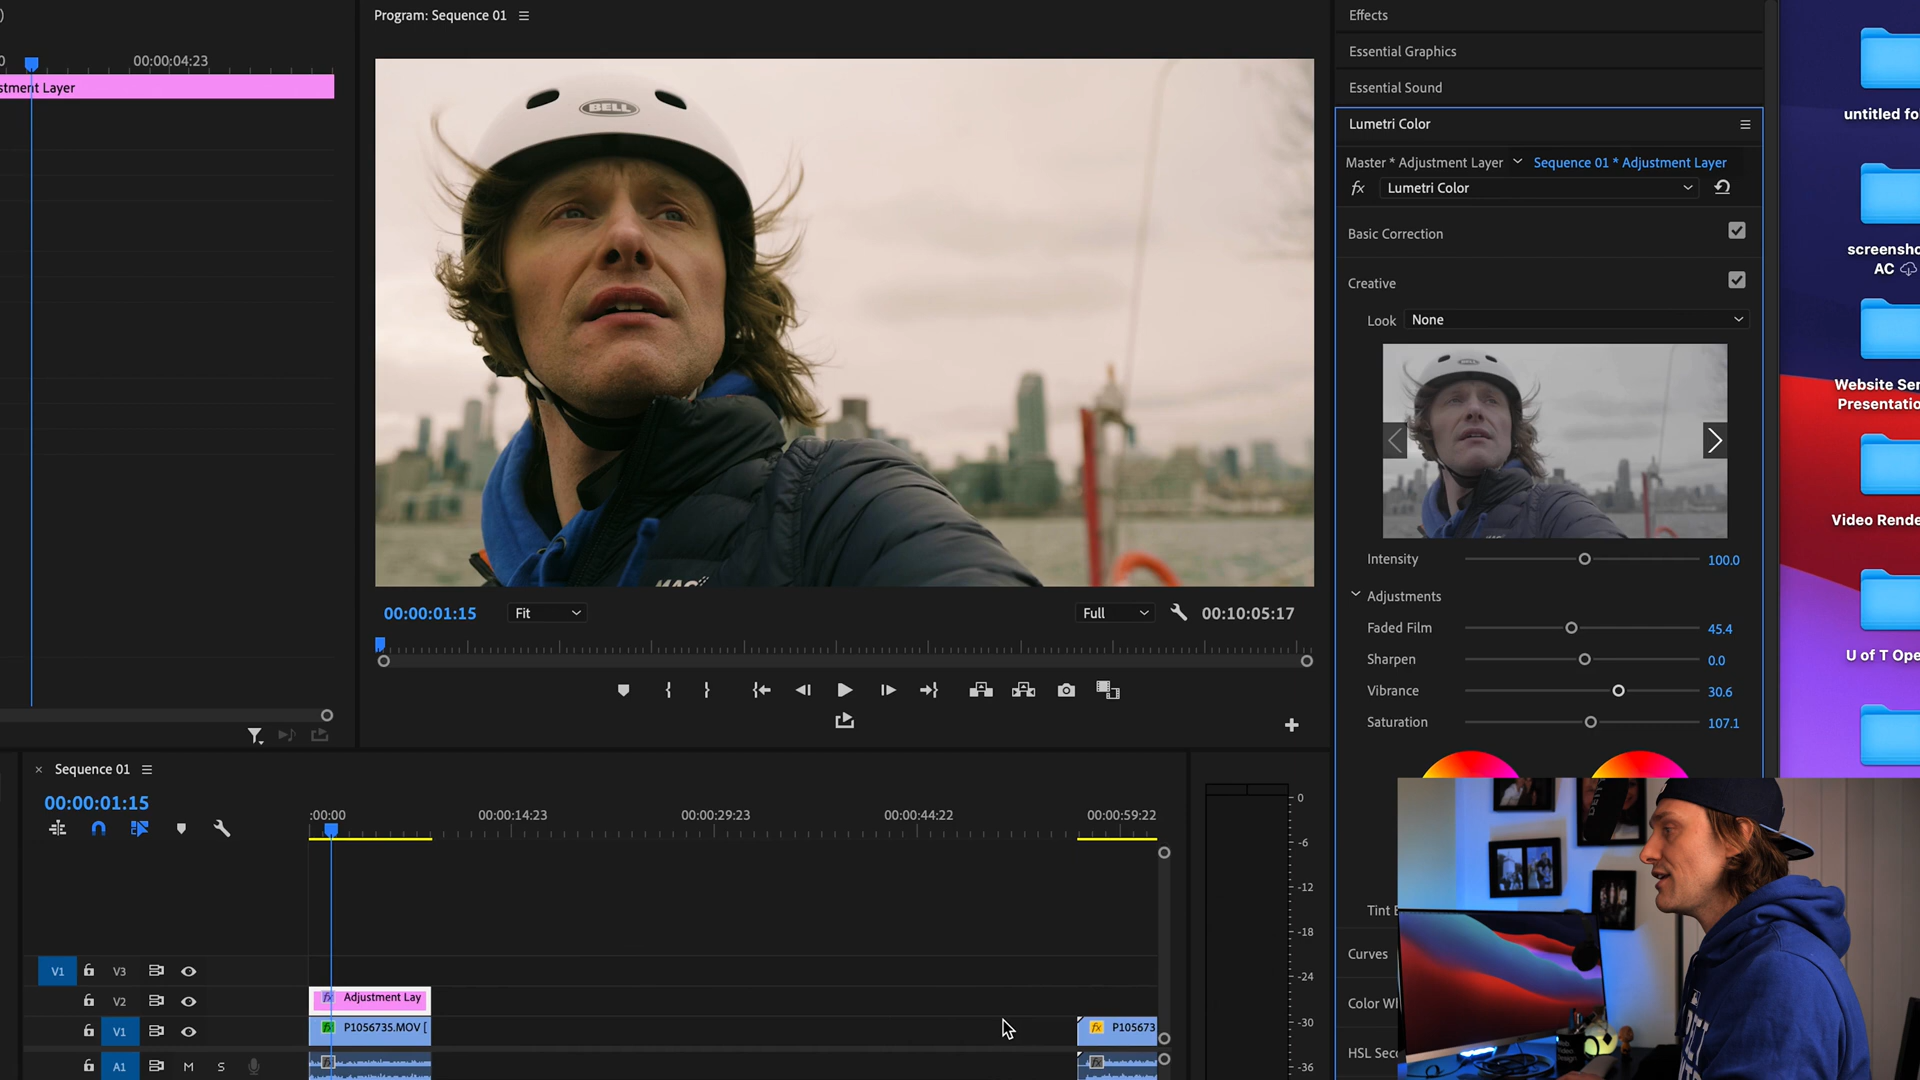 Program: Sequence 01
00:00:04:23
stment Layer
BELL
MAC
00:00:01:15
Fit
Full
00:10:05:17
Effects
Essential Graphics
Essential Sound
Lumetri Color
Master * Adjustment Layer
Sequence 01 * Adjustment Layer
fx
Lumetri Color
Basic Correction
Creative
Look
None
Intensity
100.0
Adjustments
Faded Film
45.4
Sharpen
0.0
Vibrance
30.6
Saturation
107.1
Tint
Curves
Color
HSL Sec
untitled fo
screensho
AC
Website Ser
Presentatio
Video Rende
U of T Ope
Sequence 01
00:00:01:15
:00:00
00:00:14:23
00:00:29:23
00:00:44:22
00:00:59:22
V1
V3
V2
fx
Adjustment Lay
V1
fx
P1056735.MOV [
fx
P105673
A1
M
S
0
-6
-12
-18
-24
-30
-36